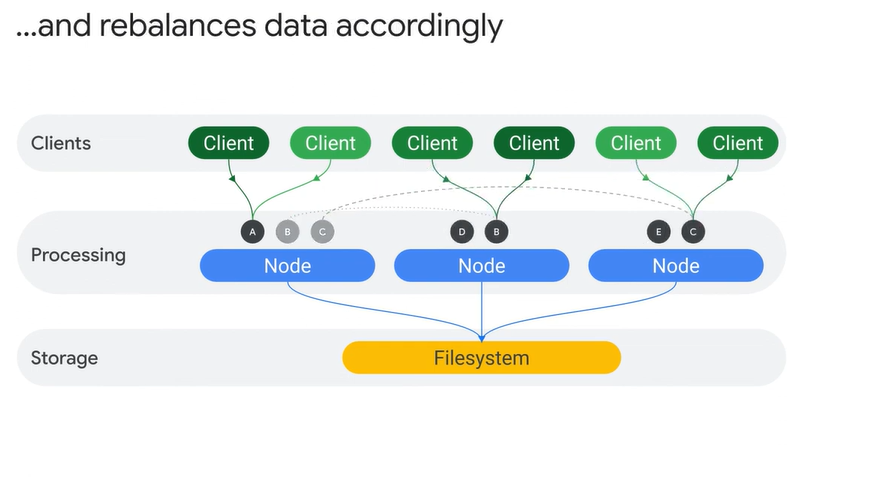 ...and rebalances data accordingly
Clients
Client Client Client Client Client Client
A B C D B E C
Processing
Node Node Node
Storage
Filesystem